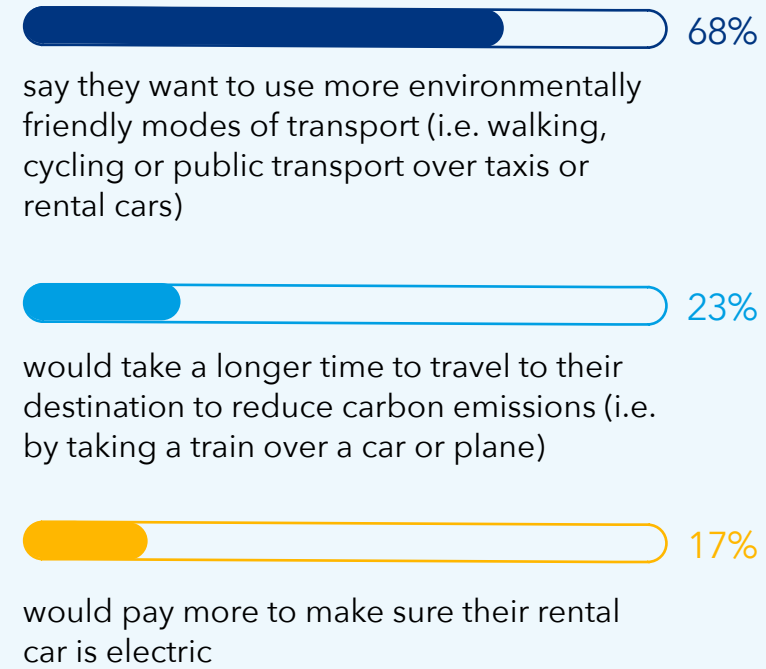 68%
say they want to use more environmentally
friendly modes of transport (i.e. walking,
cycling or public transport over taxis or
rental cars)
23%
would take a longer time to travel to their
destination to reduce carbon emissions (i.e.
by taking a train over a car or plane)
17%
would pay more to make sure their rental
car is electric